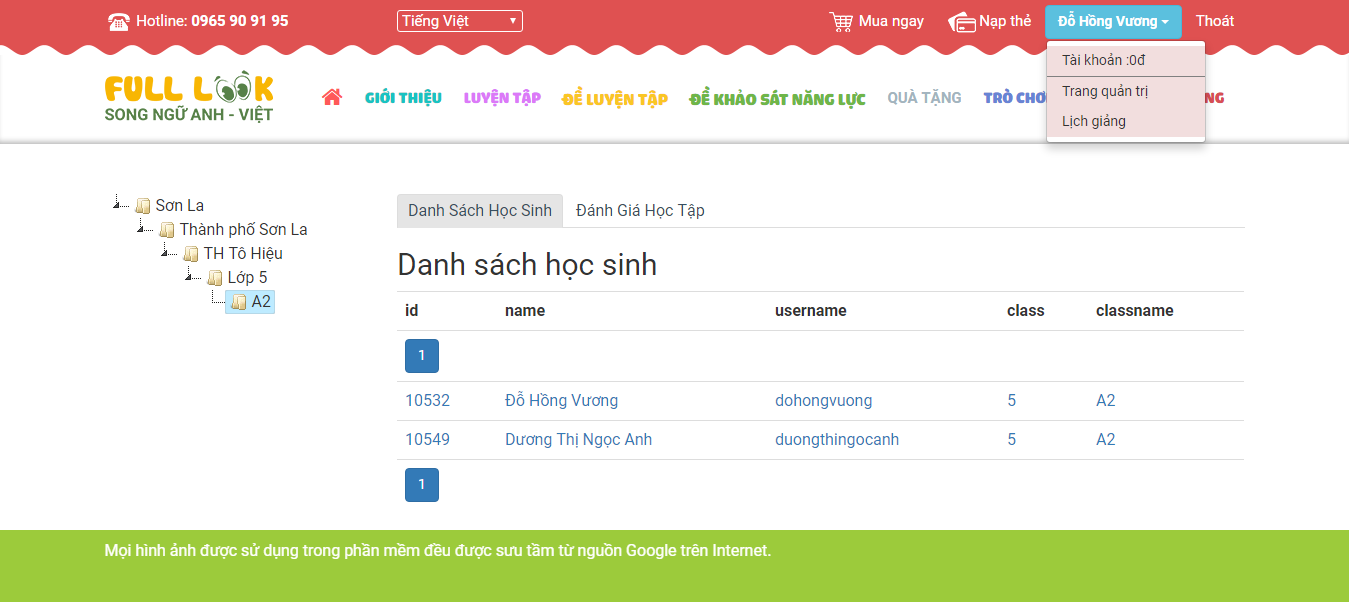 Hotline: 0965 90 91 95
Tiếng Việt
Mua ngay
Nạp thẻ
Đỗ Hồng Vương
Thoát
Tài khoản :0đ
Trang quản trị
Lịch giảng
FULL LOOK
SONG NGỮ ANH - VIỆT
GIỚI THIỆU
LUYỆN TẬP
ĐỀ LUYỆN TẬP
ĐỀ KHẢO SÁT NĂNG LỰC
QUÀ TẶNG
TRÒ CHƠ
NG
Sơn La
Thành phố Sơn La
TH Tô Hiệu
Lớp 5
A2
Danh Sách Học Sinh
Đánh Giá Học Tập
Danh sách học sinh
id name username class classname
1
10532 Đỗ Hồng Vương dohongvuong 5 A2
10549 Dương Thị Ngọc Anh duongthingocanh 5 A2
1
Mọi hình ảnh được sử dụng trong phần mềm đều được sưu tầm từ nguồn Google trên Internet.